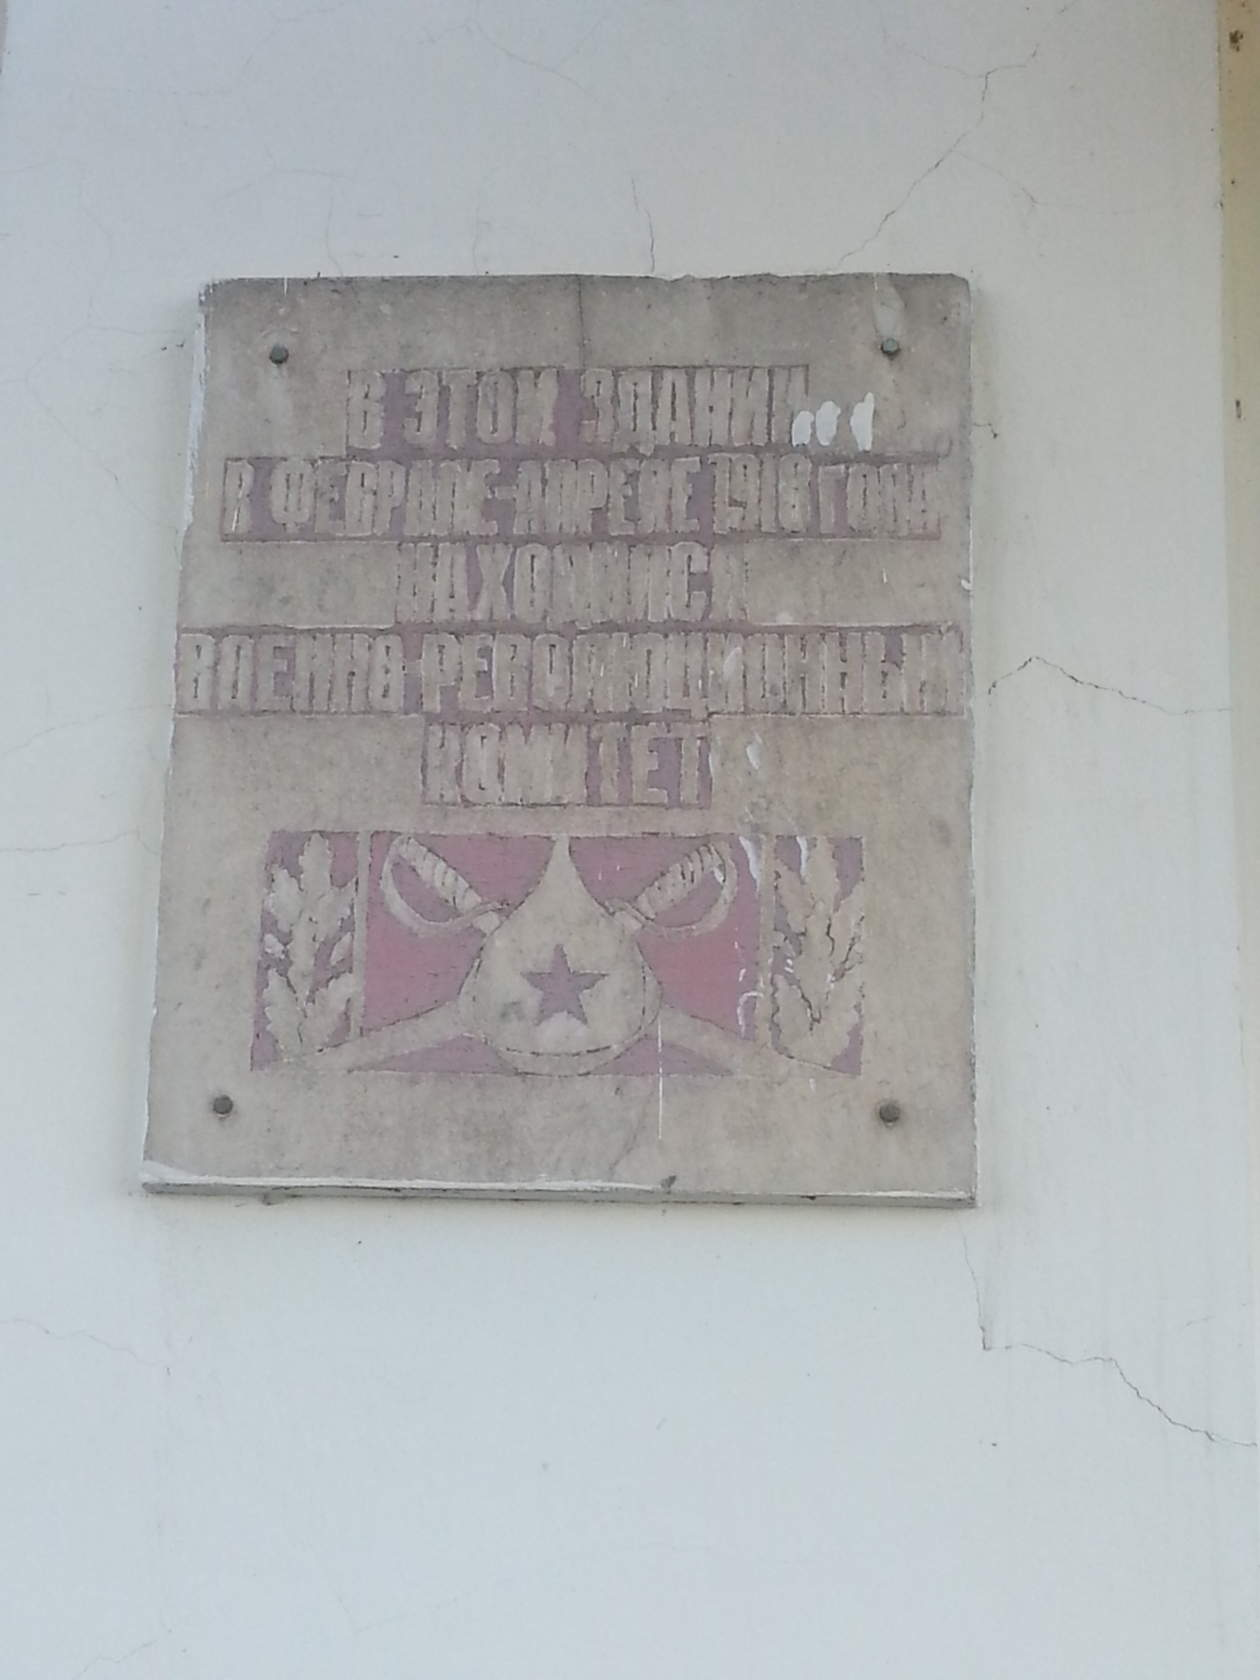 В ЭТОМ ЗДАНИИ
В ФЕВРАЛЕ-АПРЕЛЕ 1918 ГОДА
НАХОДИЛСЯ
ВОЕННО-РЕВОЛЮЦИОННЫЙ
КОМИТЕТ